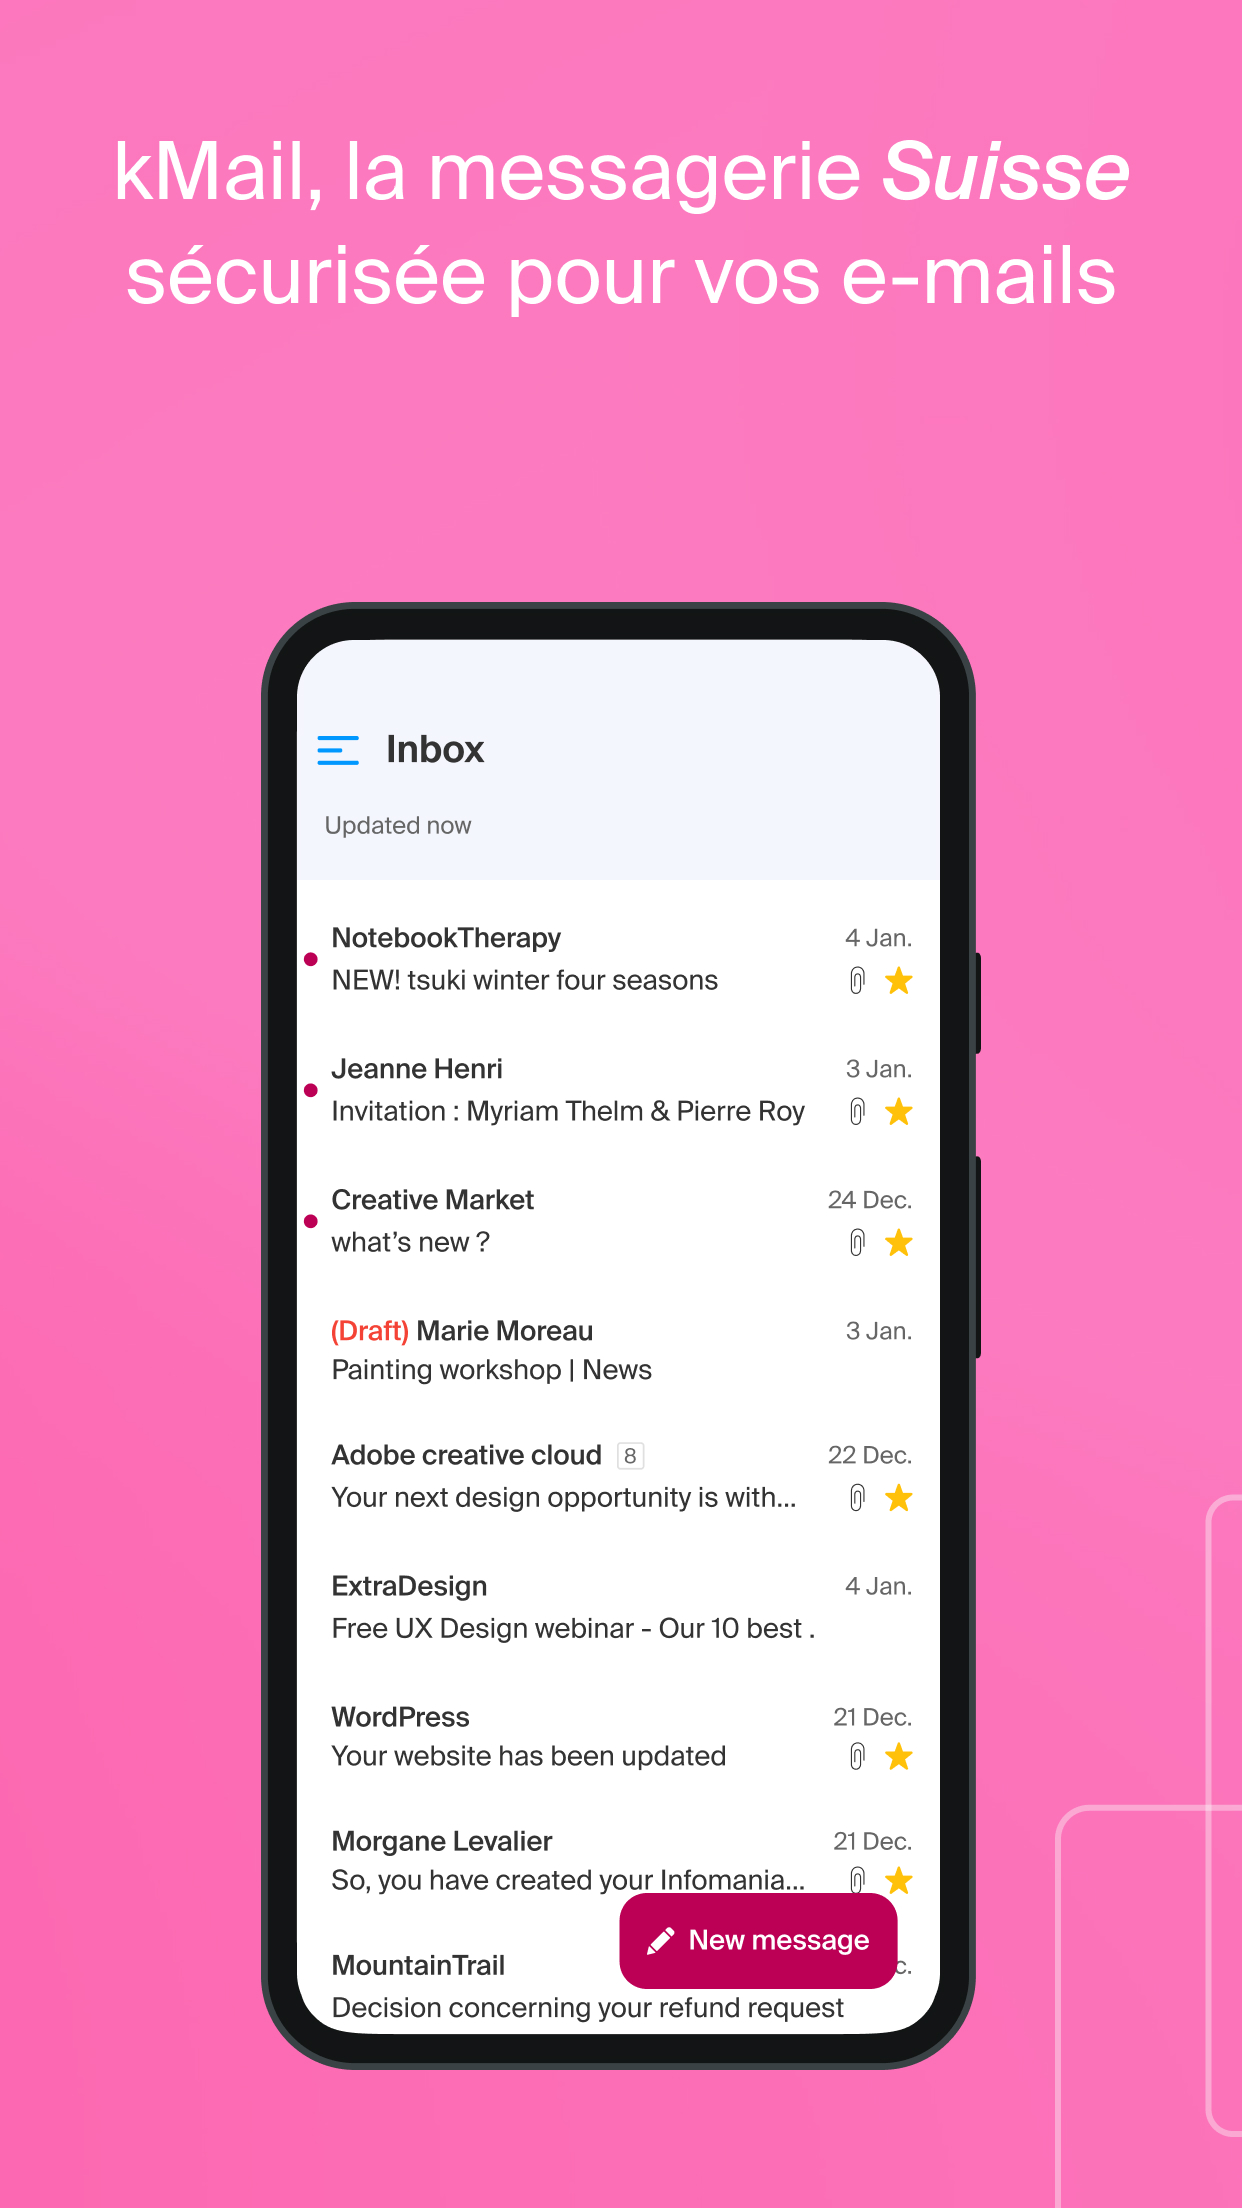 kMail, la messagerie Suisse
sécurisée pour vos e-mails
Inbox
Updated now
NotebookTherapy 4 Jan.
NEW! tsuki winter four seasons
Jeanne Henri 3 Jan.
Invitation : Myriam Thelm & Pierre Roy
Creative Market 24 Dec.
what's new ?
(Draft) Marie Moreau 3 Jan.
Painting workshop | News
Adobe creative cloud 8 22 Dec.
Your next design opportunity is with...
ExtraDesign 4 Jan.
Free UX Design webinar - Our 10 best .
WordPress 21 Dec.
Your website has been updated
Morgane Levalier 21 Dec.
So, you have created your Infomania...
New message
MountainTrail c.
Decision concerning your refund request